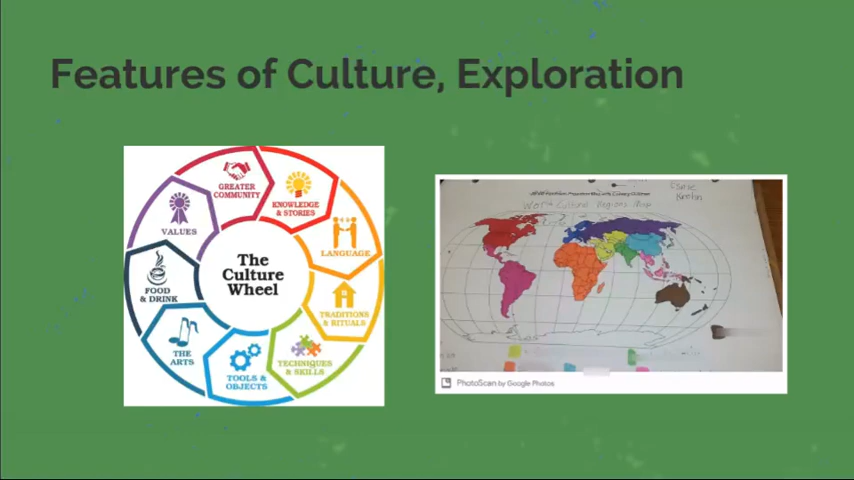 Features of Culture, Exploration
The
Culture
Wheel
GREATER
COMMUNITY
KNOWLEDGE
& STORIES
LANGUAGE
TRADITIONS
& RITUALS
TECHNIQUES
& SKILLS
TOOLS &
OBJECTS
THE
ARTS
FOOD
& DRINK
VALUES
Cultural Regions Map
PhotoScan by Google Photos